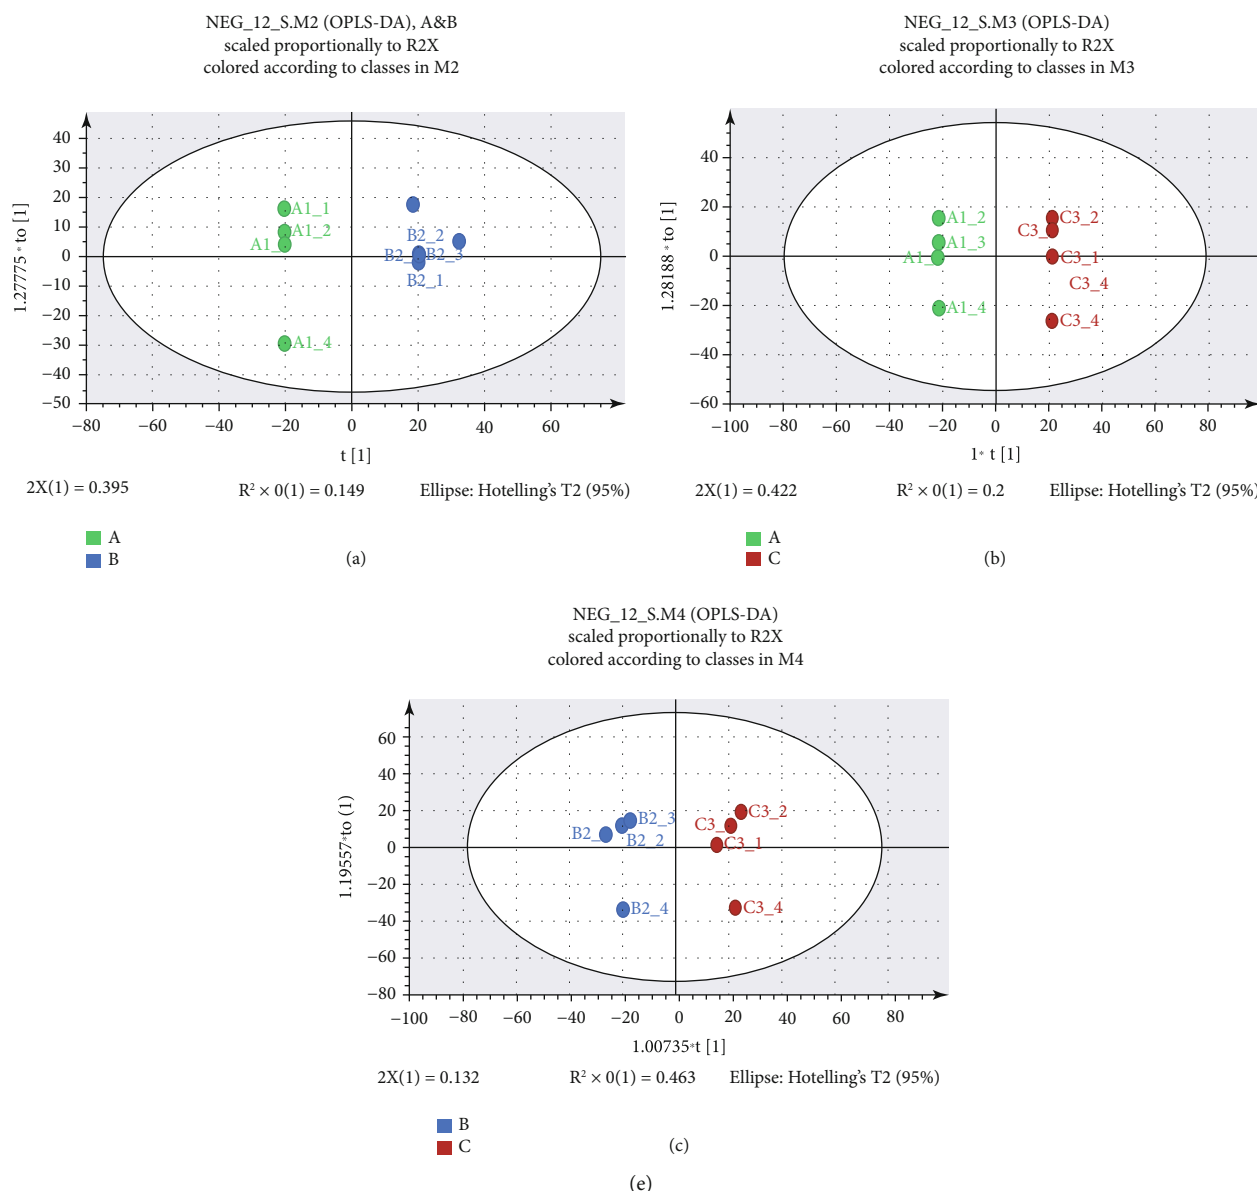 NEG_12_S.M2 (OPLS-DA), A&B
scaled proportionally to R2X
colored according to classes in M2
1.27775 * to [1]
40
30
20
10
0
−10
−20
−30
−40
−50
A1_1
A1_2
A1_
A1_4
B2_2
B2_
B2_3
B2_1
−80
−60
−40
−20
0
20
40
60
t [1]
2X(1) = 0.395
R² × 0(1) = 0.149
Ellipse: Hotelling's T2 (95%)
A
B
(a)
NEG_12_S.M3 (OPLS-DA)
scaled proportionally to R2X
colored according to classes in M3
1.28188 * to [1]
40
20
0
−20
−40
−60
A1_2
A1_3
A1_
A1_4
C3_2
C3_
C3_1
C3_4
C3_4
−100
−80
−60
−40
−20
0
20
40
60
80
1* t [1]
2X(1) = 0.422
R² × 0(1) = 0.2
Ellipse: Hotelling's T2 (95%)
A
C
(b)
NEG_12_S.M4 (OPLS-DA)
scaled proportionally to R2X
colored according to classes in M4
1.19557*to (1)
60
40
20
0
−20
−40
−60
−80
B2_3
B2_
B2_2
B2_4
C3_2
C3_
C3_1
C3_4
−100
−80
−60
−40
−20
0
20
40
60
80
1.00735*t [1]
2X(1) = 0.132
R² × 0(1) = 0.463
Ellipse: Hotelling's T2 (95%)
B
C
(c)
(e)